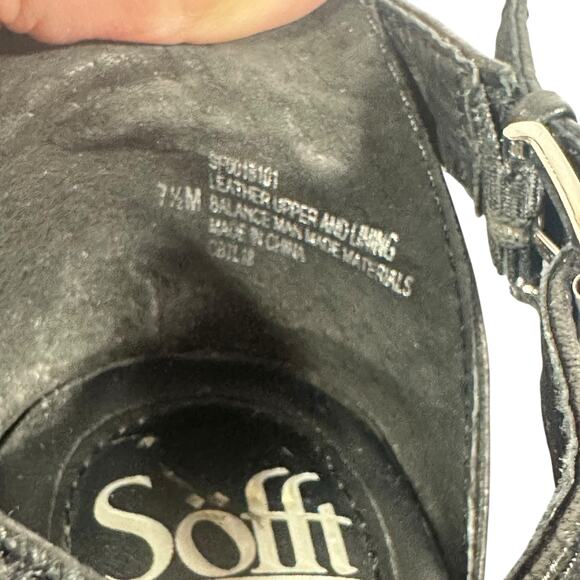 7½M
SF0015101
LEATHER UPPER AND LINING
BALANCE MAN MADE MATERIALS
MADE IN CHINA
Söfft